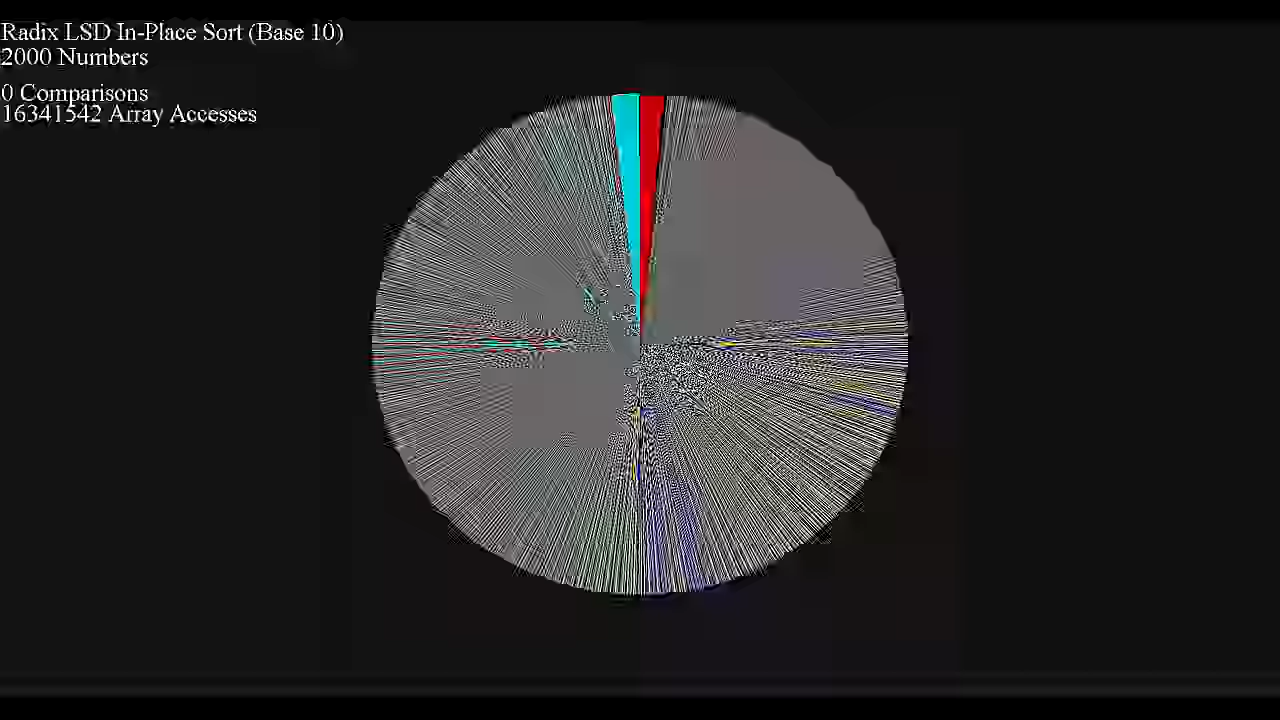 Radix LSD In-Place Sort (Base 10)
2000 Numbers
0 Comparisons
16341542 Array Accesses